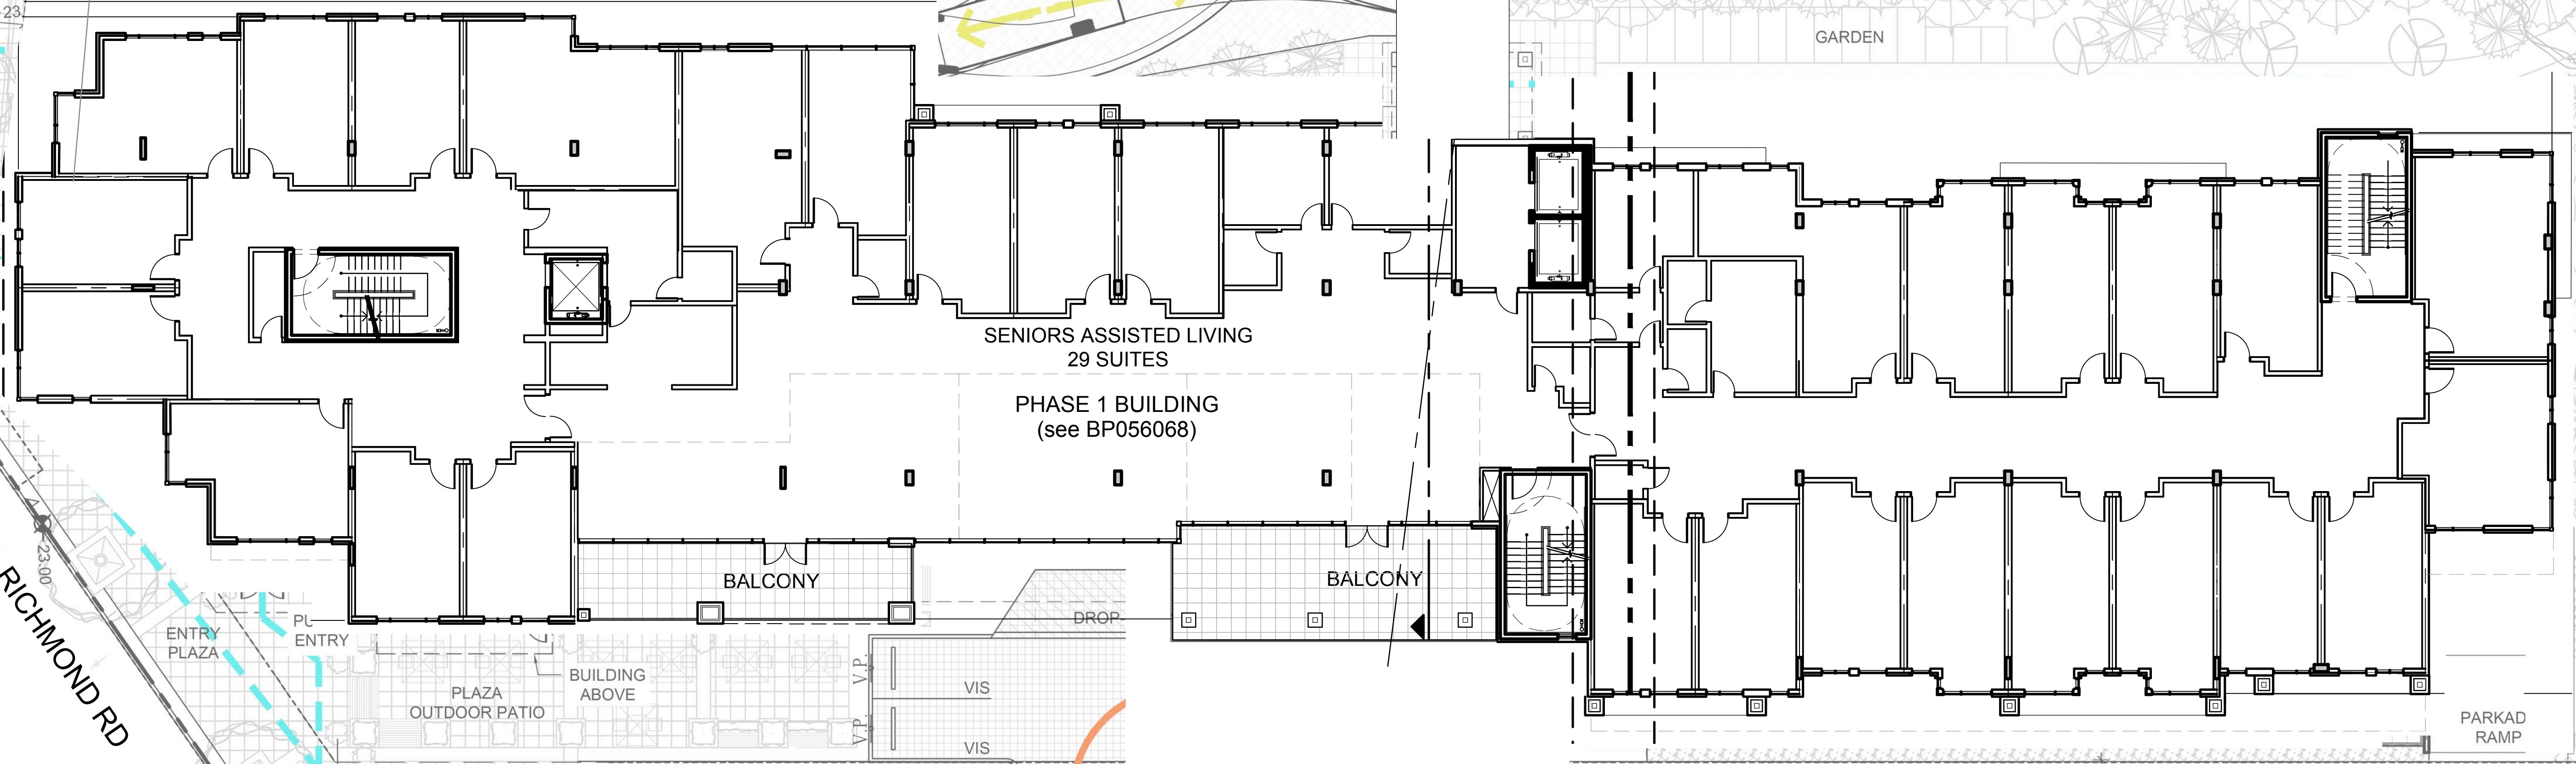 23
GARDEN
SENIORS ASSISTED LIVING
29 SUITES
PHASE 1 BUILDING
(see BP056068)
BALCONY
BALCONY
23.00
RICHMOND RD
ENTRY
PLAZA
ENTRY
DROP-
BUILDING
ABOVE
PLAZA
OUTDOOR PATIO
V.P.
VIS
V.P.
VIS
PARKAD
RAMP